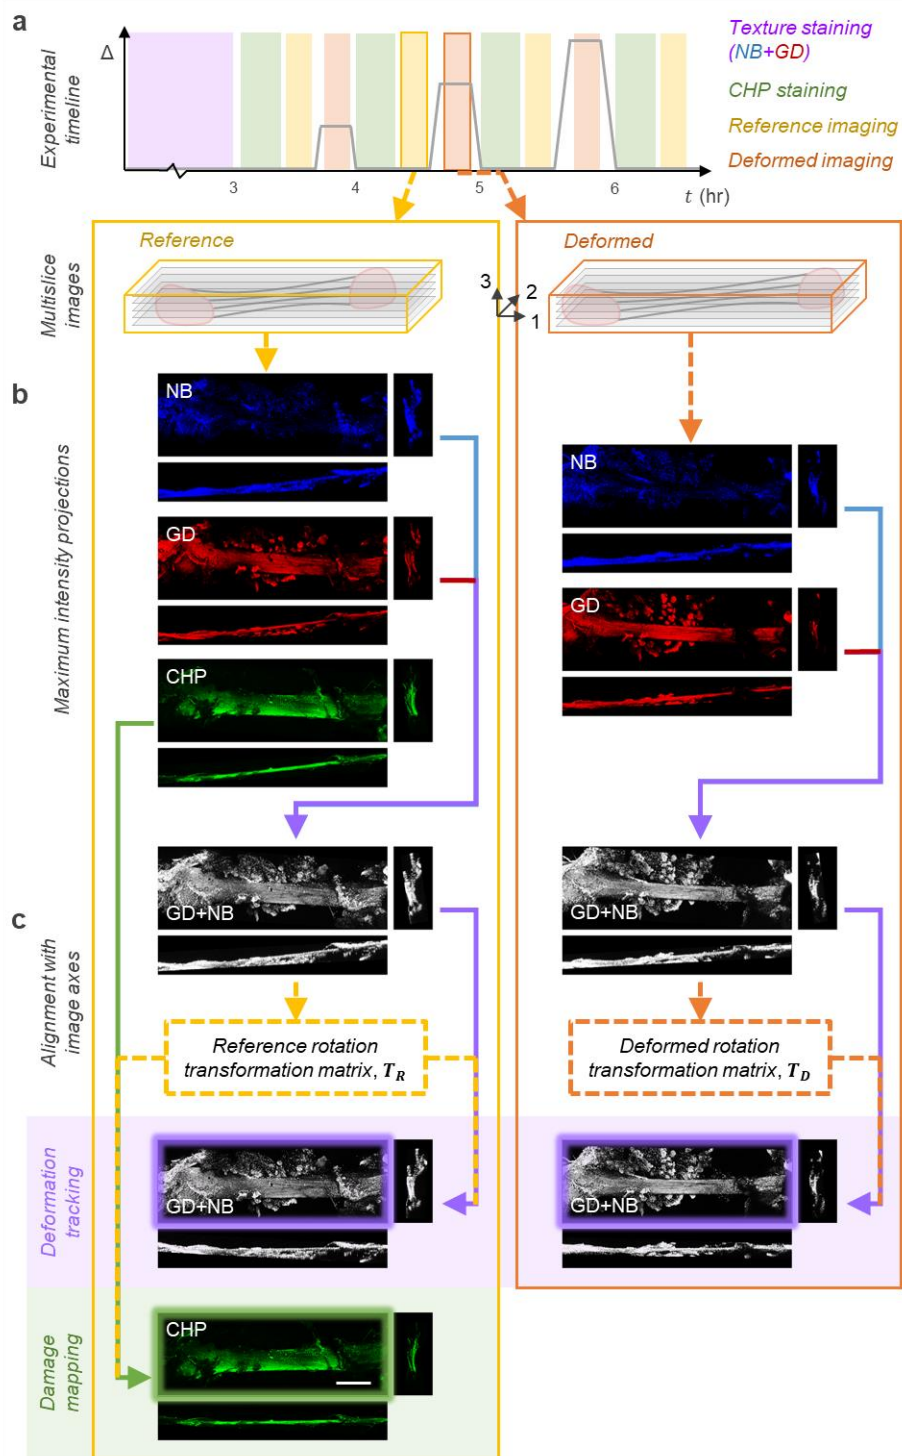 a
Experimental
timeline
Δ
3
4
5
6
t (hr)
Texture staining
(NB+GD)
CHP staining
Reference imaging
Deformed imaging
Multislice
images
Reference
Deformed
3
2
1
b
Maximum intensity projections
NB
GD
CHP
GD+NB
NB
GD
GD+NB
c
Alignment with
image axes
Reference rotation
transformation matrix, T_R
Deformed rotation
transformation matrix, T_D
Deformation
tracking
GD+NB
GD+NB
Damage
mapping
CHP